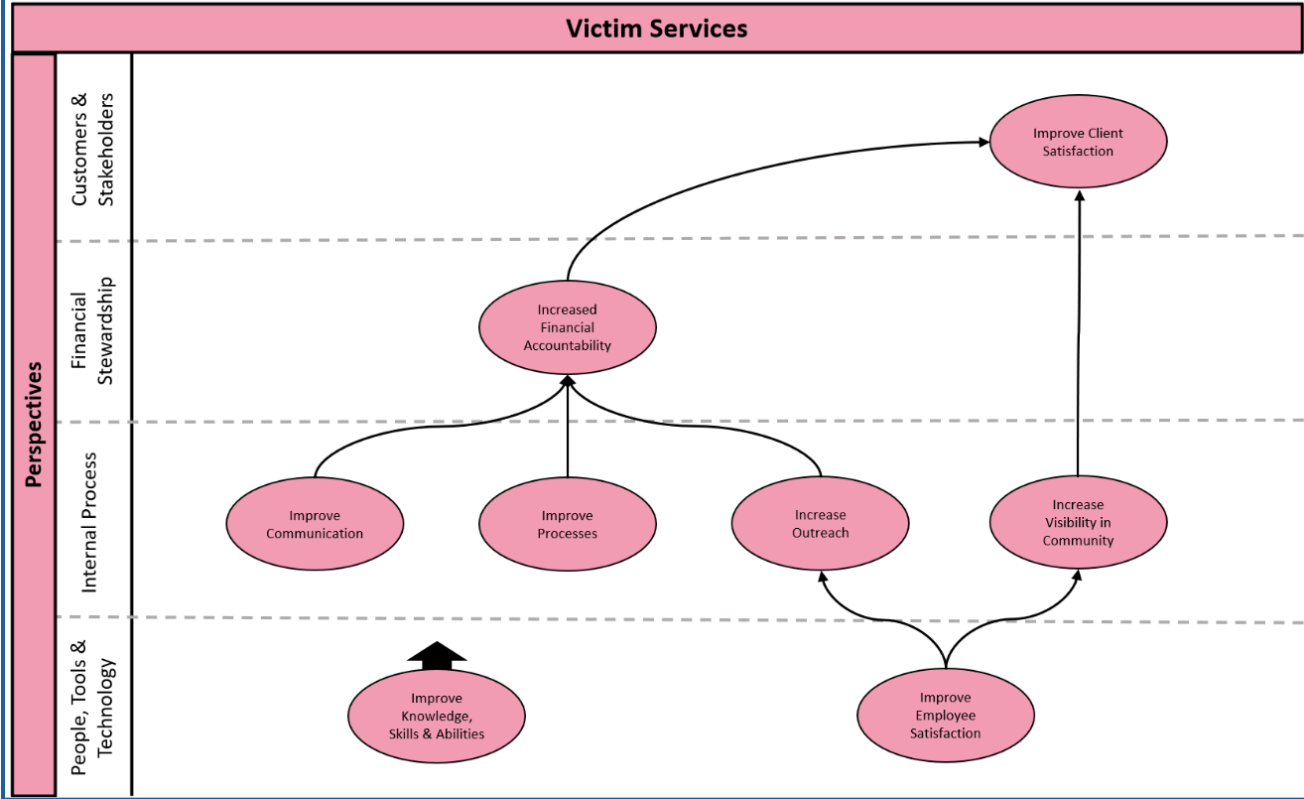 Victim Services
Perspectives
Customers &
Stakeholders
Improve Client
Satisfaction
Financial
Stewardship
Increased
Financial
Accountability
Internal Process
Improve
Communication
Improve
Processes
Increase
Outreach
Increase
Visibility in
Community
People, Tools &
Technology
Improve
Knowledge,
Skills & Abilities
Improve
Employee
Satisfaction